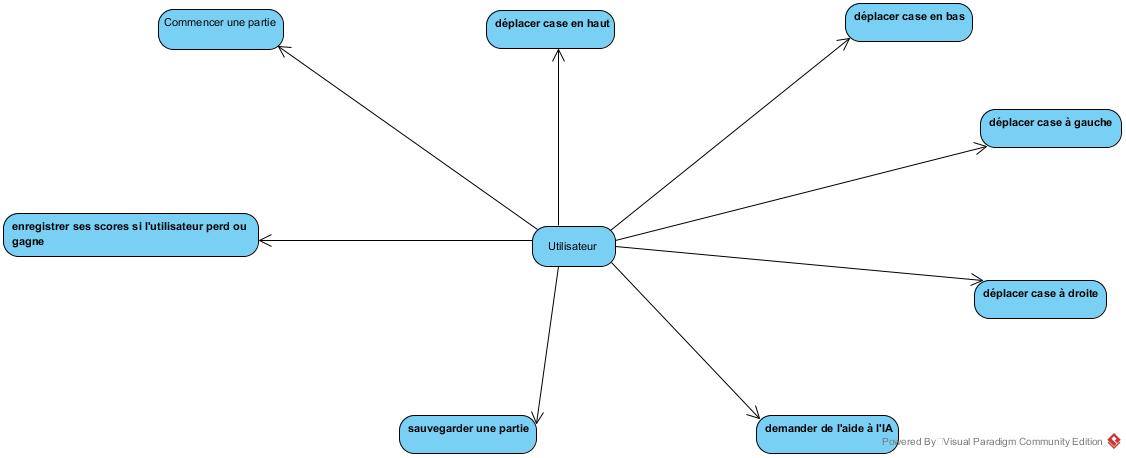 Commencer une partie
déplacer case en haut
déplacer case en bas
déplacer case à gauche
enregistrer ses scores si l'utilisateur perd ou
gagne
Utilisateur
déplacer case à droite
sauvegarder une partie
demander de l'aide à l'IA
Powered By Visual Paradigm Community Edition